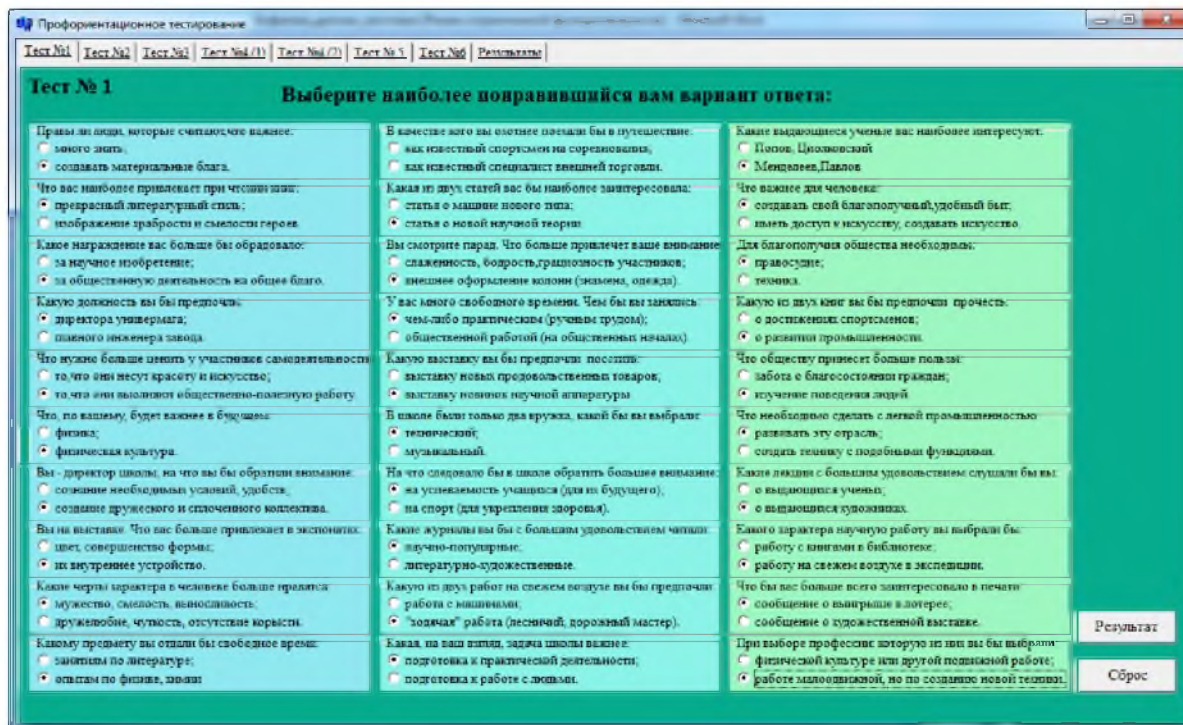 Профориентационное тестирование
Тест №1 Тест №2 Тест №3 Тест №4 (1) Тест №4 (2) Тест № 5 Тест №6 Результаты
Тест № 1
Выберите наиболее понравившийся вам вариант ответа:
Правы ли люди, которые считают,что важнее:
много знать,
создавать материальные блага.
Что вас наиболее привлекает при чтении книг:
прекрасный литературный стиль;
изображение храбрости и смелости героев
Какое награждение вас больше бы обрадовало:
за научное изобретение;
за общественную деятельность на общее благо.
Какую должность вы бы предпочли:
директора универмага;
главного инженера завода.
Что нужно больше ценить у участников самодеятельности
то,что они несут красоту и искусство;
то,что они выолняют общественно-полезную работу
Что, по вашему, будет важнее в будущем:
физика;
физическая культура.
Вы - директор школы, на что вы бы обратили внимание:
сознание необходимых условий, удобств;
создание дружеского и сплоченного коллектива.
Вы на выставке. Что вас больше привлекает в экспонатах:
цвет, совершенство формы;
их внутреннее устройство.
Какие черты характера в человеке больше нравятся:
мужество, смелость, выносливость;
дружелюбие, чуткость, отсутствие корысти.
Какому предмету вы отдали бы свободное время:
занятиям по литературе;
опытам по физике, химии
В качестве кого вы охотнее поехали бы в путешествие:
как известный спортсмен на соревнования,
как известный специалист внешней торговли.
Какая из двух статей вас бы наиболее заинтересовала:
статья о машине нового типа;
статья о новой научной теории
Вы смотрите парад. Что больше привлечет ваше внимание
слаженность, бодрость,грациозность участников;
внешнее оформление колонн (знамена, одежда).
У вас много свободного времени. Чем бы вы занялись:
чем-либо практическим (ручным трудом);
общественной работой (на общственных началах)
Какую выставку вы бы предпочли посетить:
выставку новых продовольственных товаров;
выставку новинок научной аппаратуры
В школе были только два кружка, какой бы вы выбрали:
технический;
музыкальный.
На что следовало бы в школе обратить большее внимание:
на успеваемость учащихся (для их будущего),
на спорт (для укрепления здоровья).
Какие журналы вы бы с большим удовольствием читали:
научно-популярные;
литературно-художественные.
Какую из двух работ на свежем воздухе вы бы предпочли:
работа с машинами;
"ходячая" работа (лесничий, дорожный мастер).
Какая, на ваш взгляд, задача школы важнее:
подготовка к практической деятельности;
подготовка к работе с людьми.
Какие выдающиеся ученые вас наиболее интересуют:
Попов, Циолковский
Менделеев,Павлов
Что важнее для человека:
создавать свой благополучный,удобный быт;
иметь доступ к искусству, создавать искусство.
Для благополучия общества необходимы:
правосудие;
техника.
Какую из двух книг вы бы предпочли прочесть:
о достижениях спортсменов;
о развитии промышленности.
Что обществу принесет больше пользы:
забота о благосостоянии граждан;
изучение поведения людей
Что необходимо сделать с легкой промышленностью
развивать эту отрасль;
создать технику с подобными функциями.
Какие лекции с большим удовольствием слушали бы вы:
о выдающихся ученых;
о выдающихся художниках.
Какого характера научную работу вы выбрали бы:
работу с книгами в библиотеке;
работу на свежем воздухе в экспедиции.
Что бы вас больше всего заинтересовало в печати:
сообщение о выигрыше в лотерее;
сообщение о художественной выставке.
При выборе профессии которую из них вы бы выбрали
физической культуре или другой подвижной работе;
работе малоподвижной, но по созданию новой техники.
Результат
Сброс